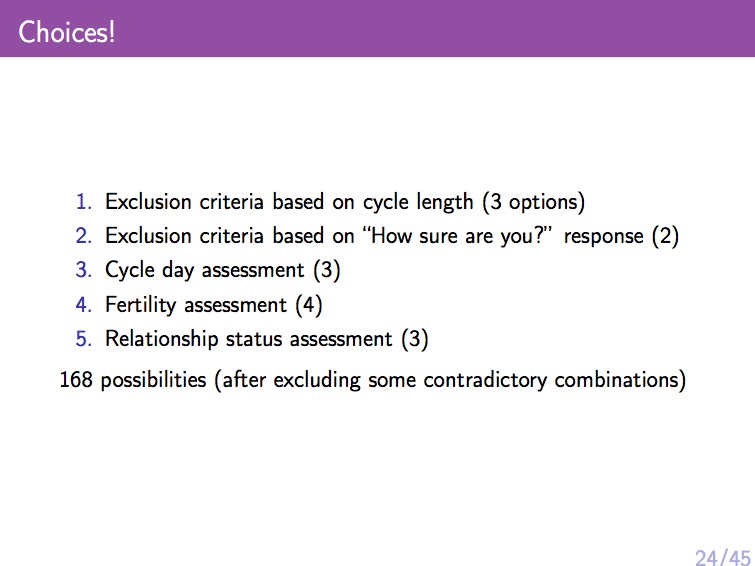 Choices!
1. Exclusion criteria based on cycle length (3 options)
2. Exclusion criteria based on “How sure are you?” response (2)
3. Cycle day assessment (3)
4. Fertility assessment (4)
5. Relationship status assessment (3)
168 possibilities (after excluding some contradictory combinations)
24/45